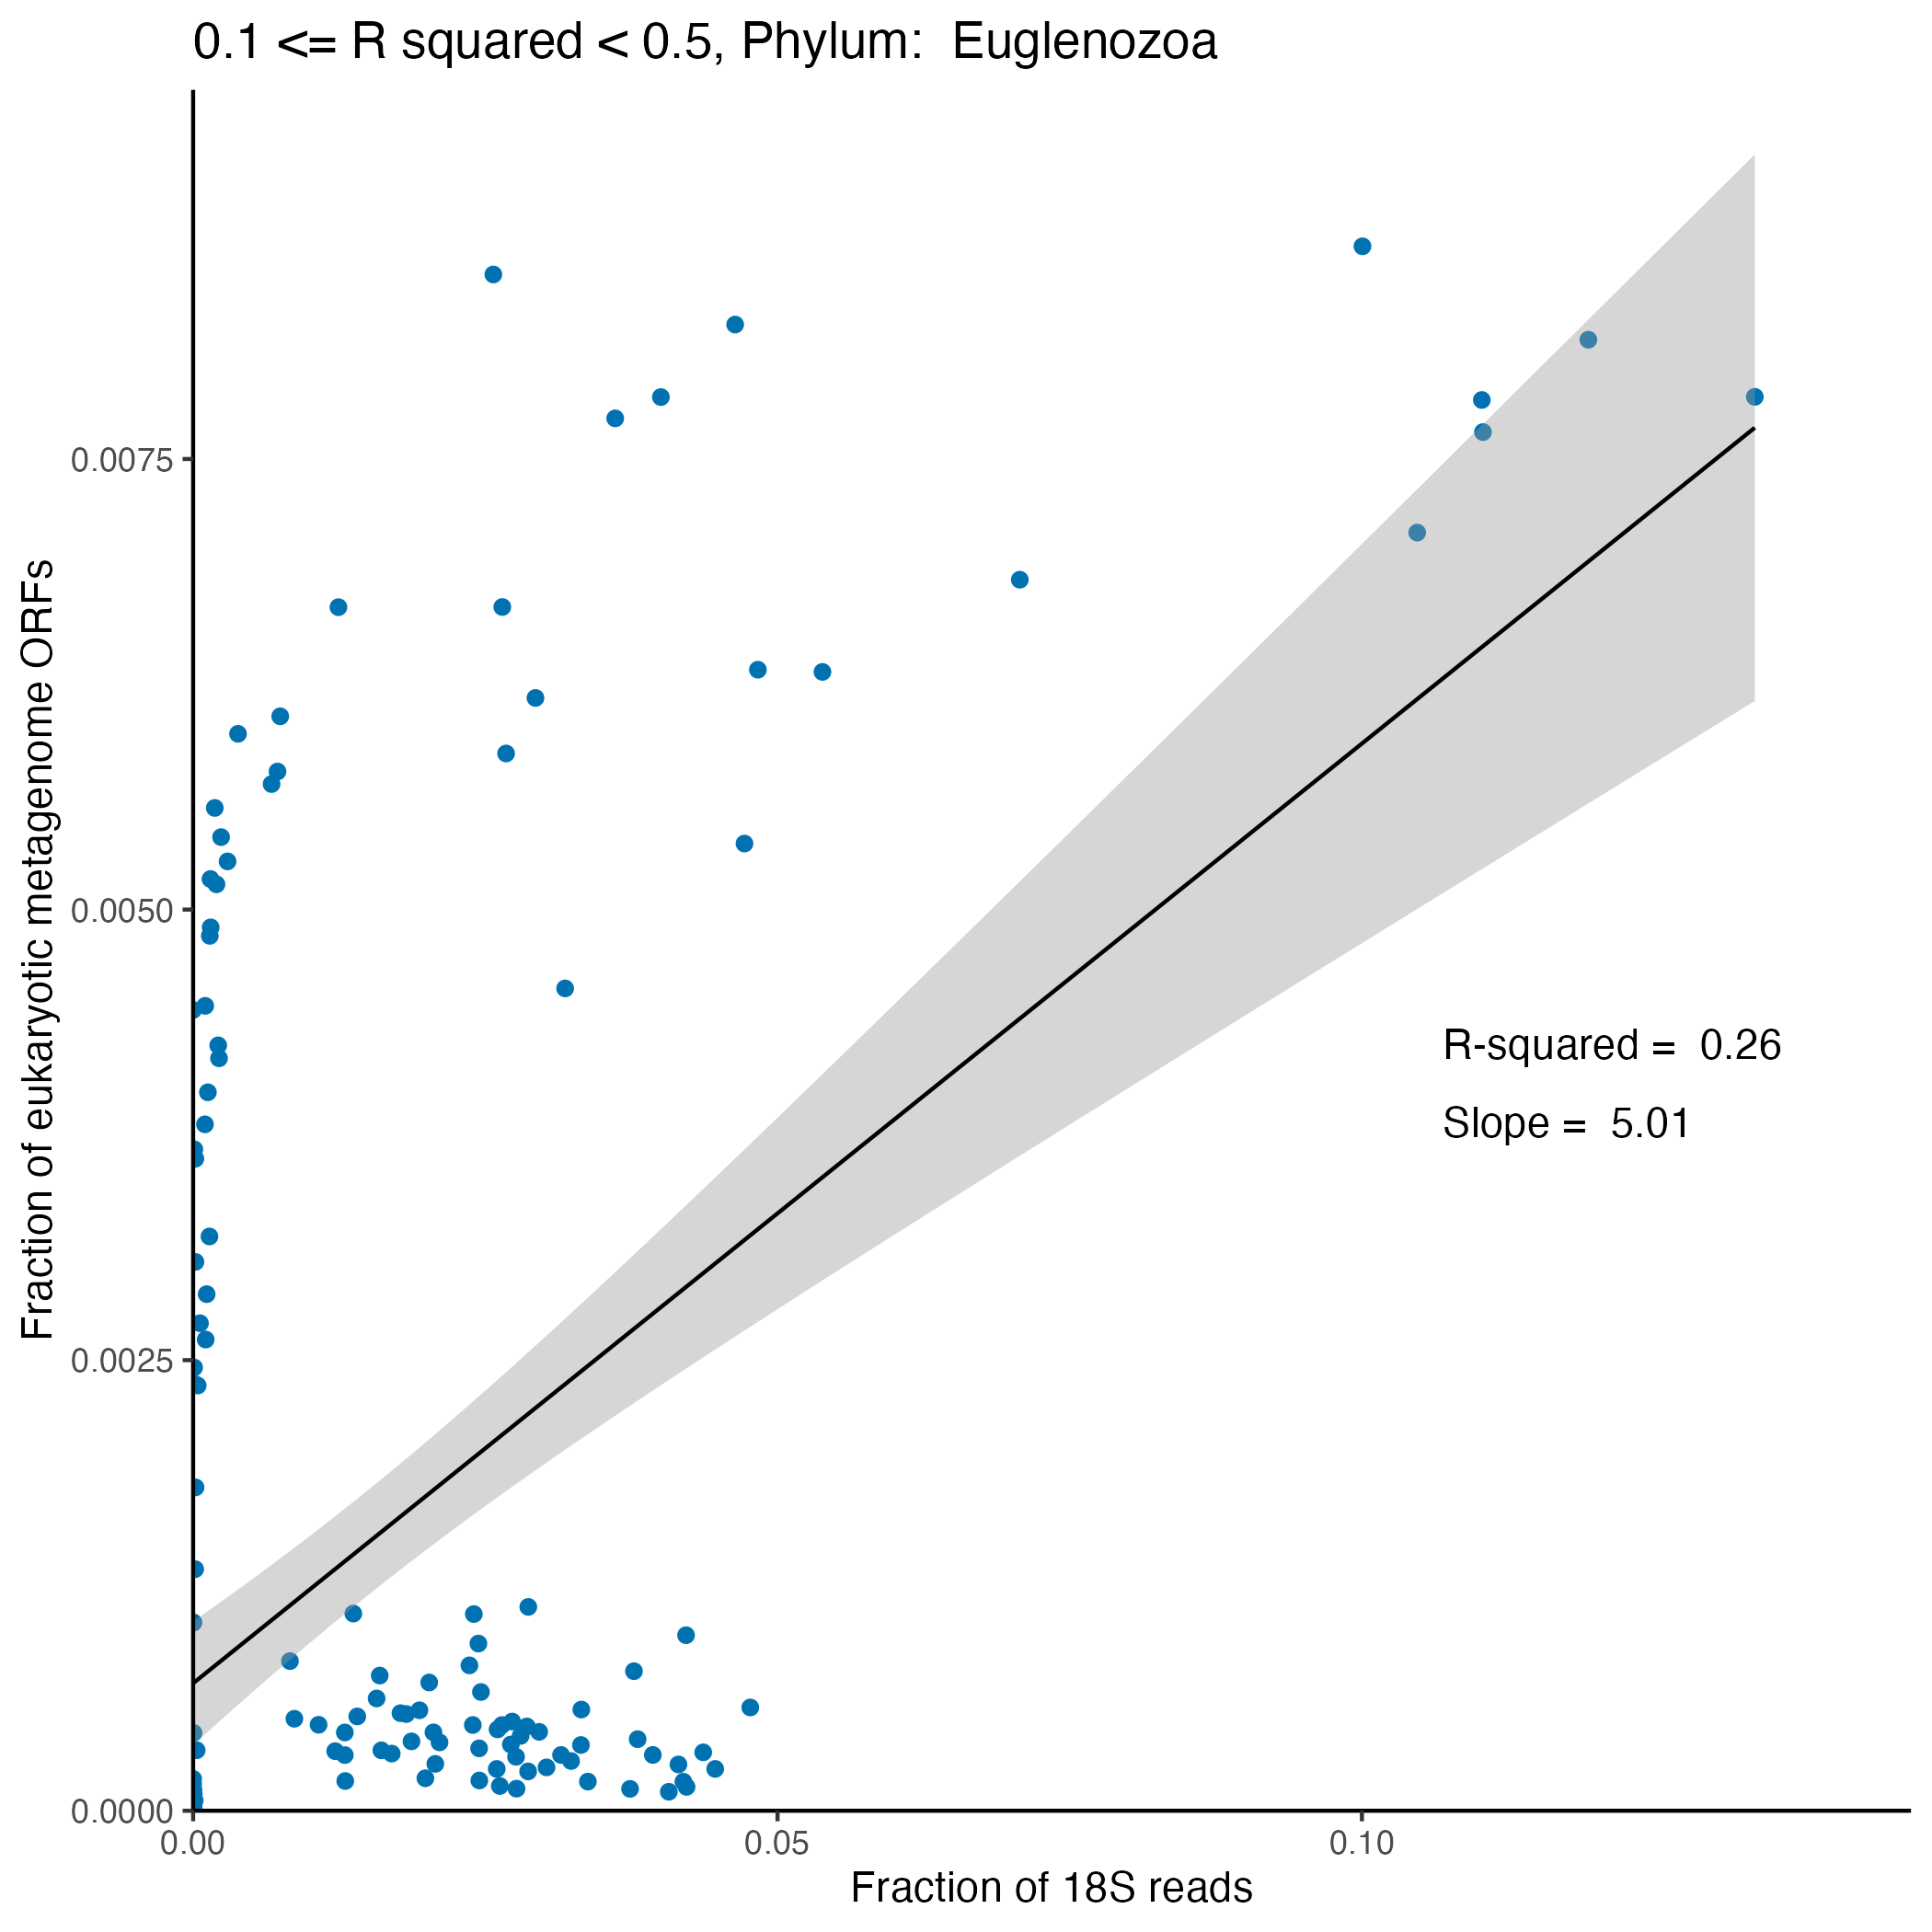 0.1 <= R squared < 0.5, Phylum:  Euglenozoa
Fraction of eukaryotic metagenome ORFs
0.0075
0.0050
0.0025
0.0000
R-squared =  0.26
Slope =  5.01
0.00
0.05
0.10
Fraction of 18S reads